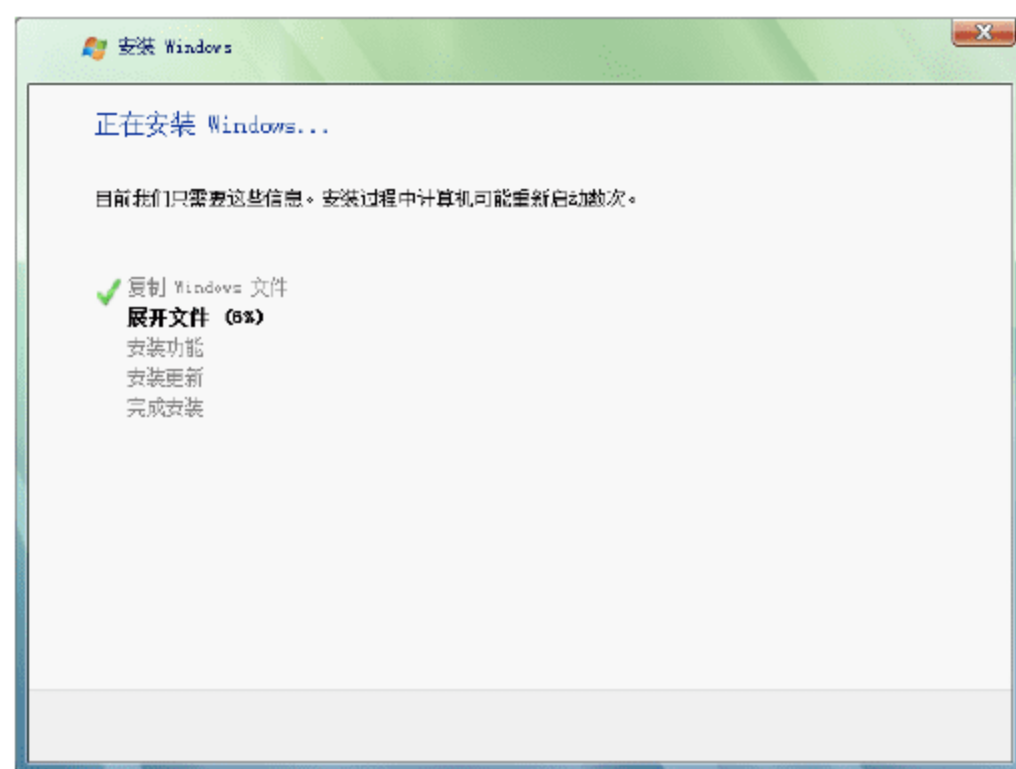 安装 Windows
正在安装 Windows...
目前我们只需要这些信息。安装过程中计算机可能重新启动数次。
复制 Windows 文件
展开文件 (6%)
安装功能
安装更新
完成安装